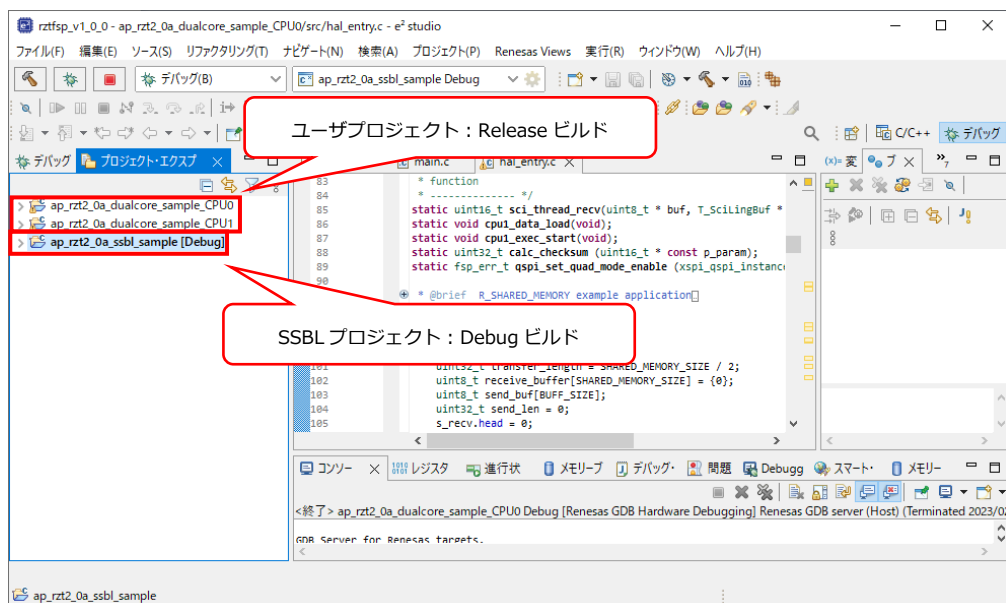 rztfsp_v1_0_0 - ap_rzt2_0a_dualcore_sample_CPU0/src/hal_entry.c - e² studio
ファイル(F) 編集(E) ソース(S) リファクタリング(T) ナビゲート(N) 検索(A) プロジェクト(P) Renesas Views 実行(R) ウィンドウ(W) ヘルプ(H)
デバッグ(B) ap_rzt2_0a_ssbl_sample Debug
ユーザプロジェクト：Release ビルド
C/C++ デバッグ
デバッグ プロジェクト・エクスプ main.c hal_entry.c (x)= 変 ブ
83 * function
84 * -------------- */
85 static uint16_t sci_thread_recv(uint8_t * buf, T_SciLingBuf *
86 static void cpu1_data_load(void);
87 static void cpu1_exec_start(void);
88 static uint32_t calc_checksum (uint16_t * const p_param);
89 static fsp_err_t qspi_set_quad_mode_enable (xspi_qspi_instanc
90
* @brief R_SHARED_MEMORY example application
ap_rzt2_0a_dualcore_sample_CPU0
ap_rzt2_0a_dualcore_sample_CPU1
ap_rzt2_0a_ssbl_sample [Debug]
SSBL プロジェクト：Debug ビルド
101 uint32_t transfer_length = SHARED_MEMORY_SIZE / 2;
102 uint8_t receive_buffer[SHARED_MEMORY_SIZE] = {0};
103 uint8_t send_buf[BUFF_SIZE];
104 uint32_t send_len = 0;
105 s_recv.head = 0;
コンソー レジスタ 進行状 メモリーブ デバッグ・ 問題 Debugg スマート・ メモリー
<終了> ap_rzt2_0a_dualcore_sample_CPU0 Debug [Renesas GDB Hardware Debugging] Renesas GDB server (Host) (Terminated 2023/02
GDB Server for Renesas targets.
ap_rzt2_0a_ssbl_sample